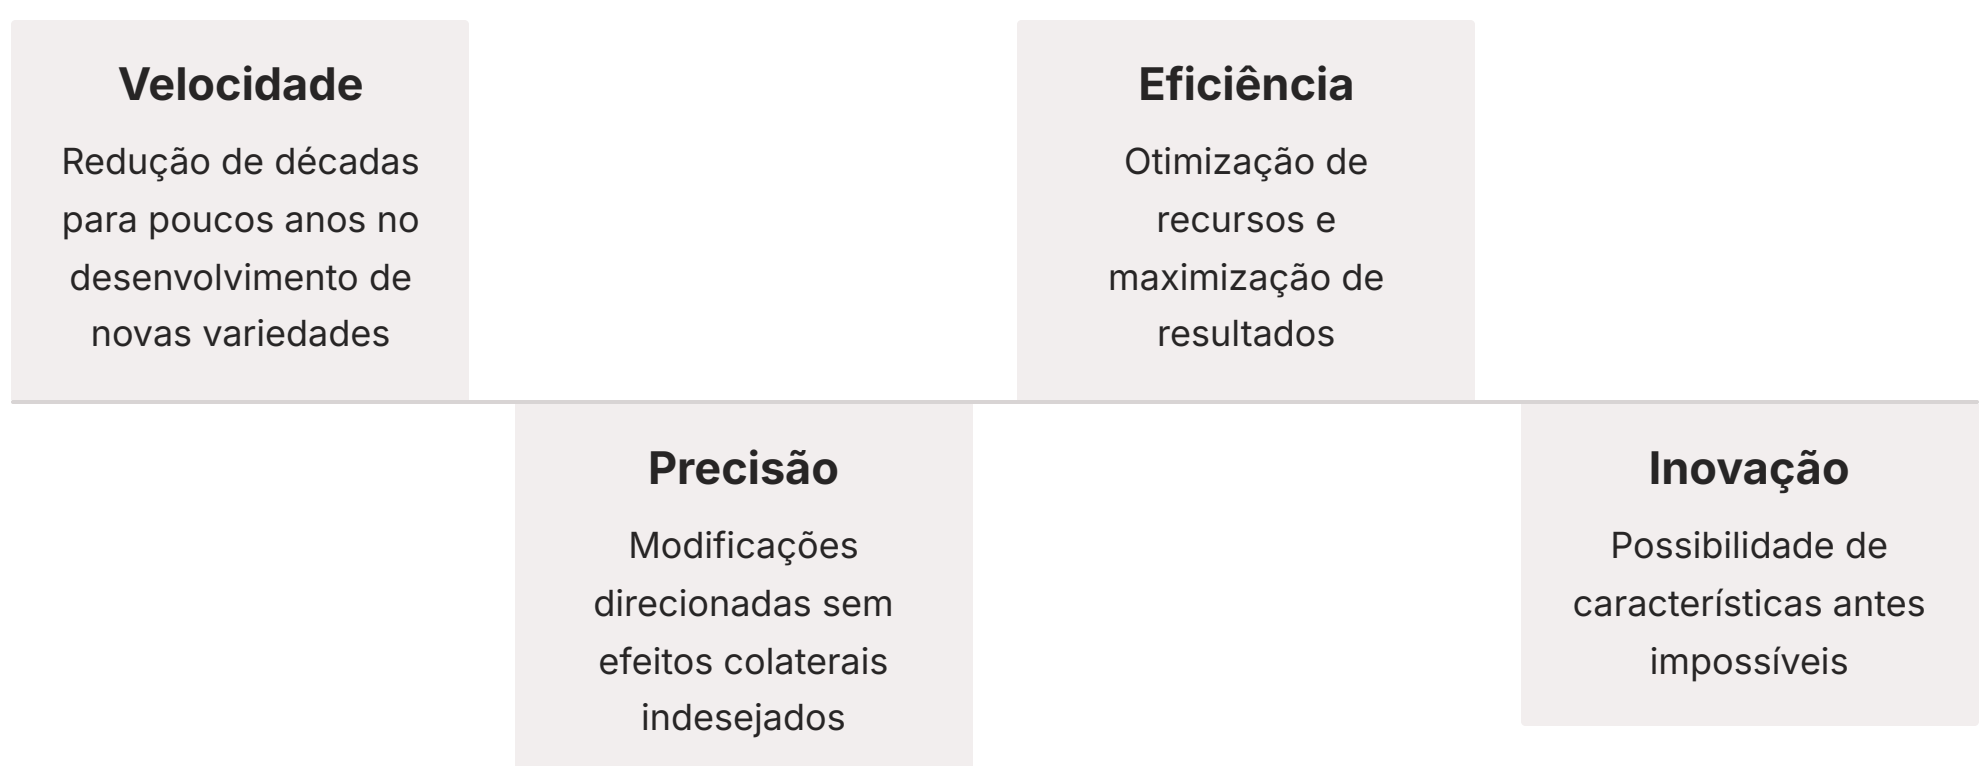 Velocidade
Redução de décadas
para poucos anos no
desenvolvimento de
novas variedades
Precisão
Modificações
direcionadas sem
efeitos colaterais
indesejados
Eficiência
Otimização de
recursos e
maximização de
resultados
Inovação
Possibilidade de
características antes
impossíveis